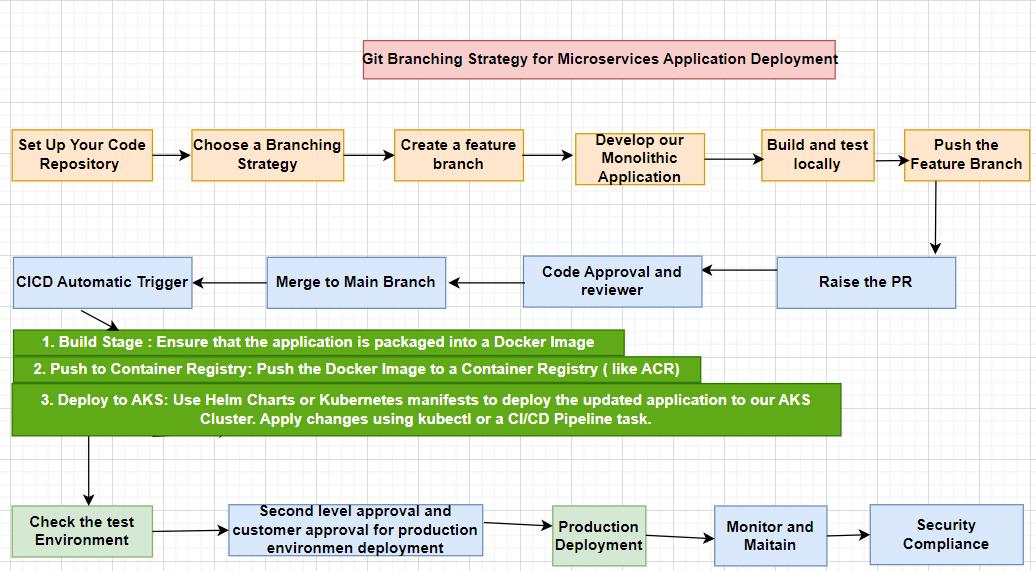 Git Branching Strategy for Microservices Application Deployment
Set Up Your Code
Repository
Choose a Branching
Strategy
Create a feature
branch
Develop our
Monolithic
Application
Build and test
locally
Push the
Feature Branch
Raise the PR
Code Approval and
reviewer
Merge to Main Branch
CICD Automatic Trigger
1. Build Stage : Ensure that the application is packaged into a Docker Image
2. Push to Container Registry: Push the Docker Image to a Container Registry ( like ACR)
3. Deploy to AKS: Use Helm Charts or Kubernetes manifests to deploy the updated application to our AKS
Cluster. Apply changes using kubectl or a CI/CD Pipeline task.
Check the test
Environment
Second level approval and
customer approval for production
environmen deployment
Production
Deployment
Monitor and
Maitain
Security
Compliance